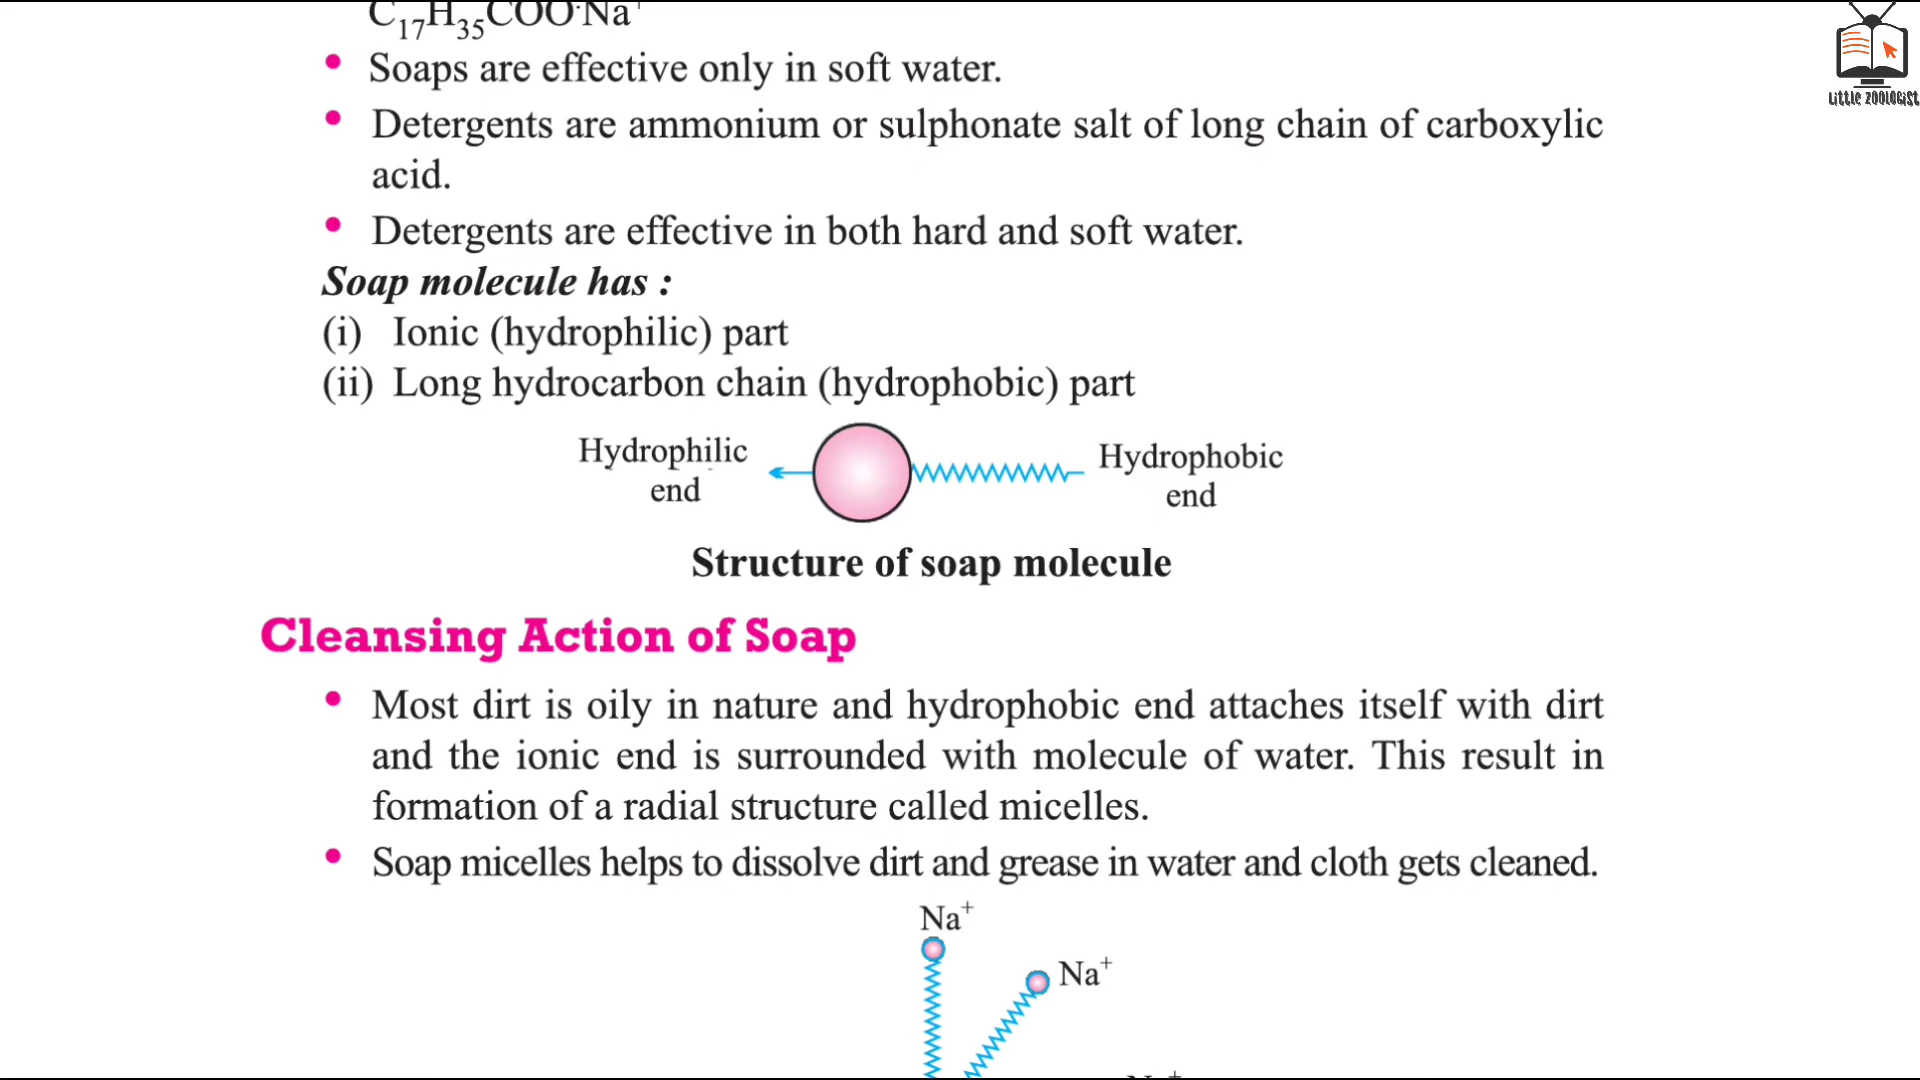 C₁₇H₃₅COO⁻Na⁺
• Soaps are effective only in soft water.
• Detergents are ammonium or sulphonate salt of long chain of carboxylic
acid.
• Detergents are effective in both hard and soft water.
Soap molecule has :
(i) Ionic (hydrophilic) part
(ii) Long hydrocarbon chain (hydrophobic) part
Hydrophilic
end
Hydrophobic
end
Structure of soap molecule
Cleansing Action of Soap
• Most dirt is oily in nature and hydrophobic end attaches itself with dirt
and the ionic end is surrounded with molecule of water. This result in
formation of a radial structure called micelles.
• Soap micelles helps to dissolve dirt and grease in water and cloth gets cleaned.
Na⁺
Na⁺
Little Zoologist